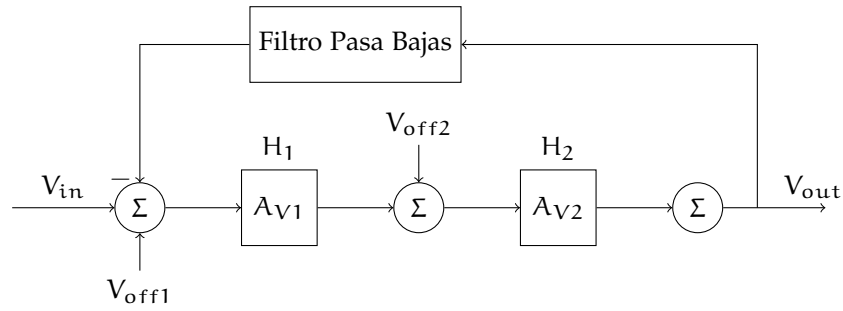 Filtro Pasa Bajas
V_off2
H_1
H_2
−
V_in
Σ
A_V1
Σ
A_V2
Σ
V_out
V_off1